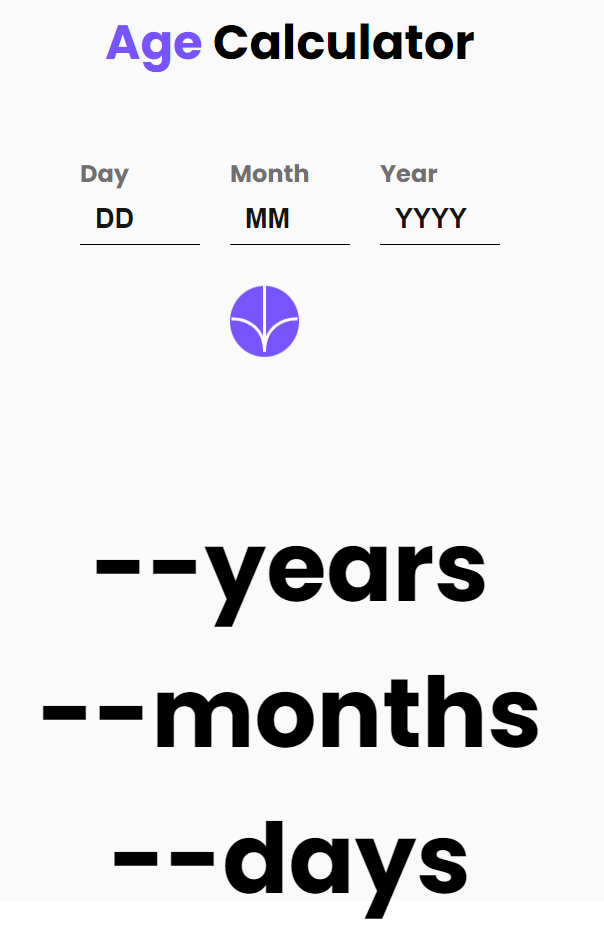 Age Calculator
Day Month Year
DD MM YYYY
--years
--months
--days